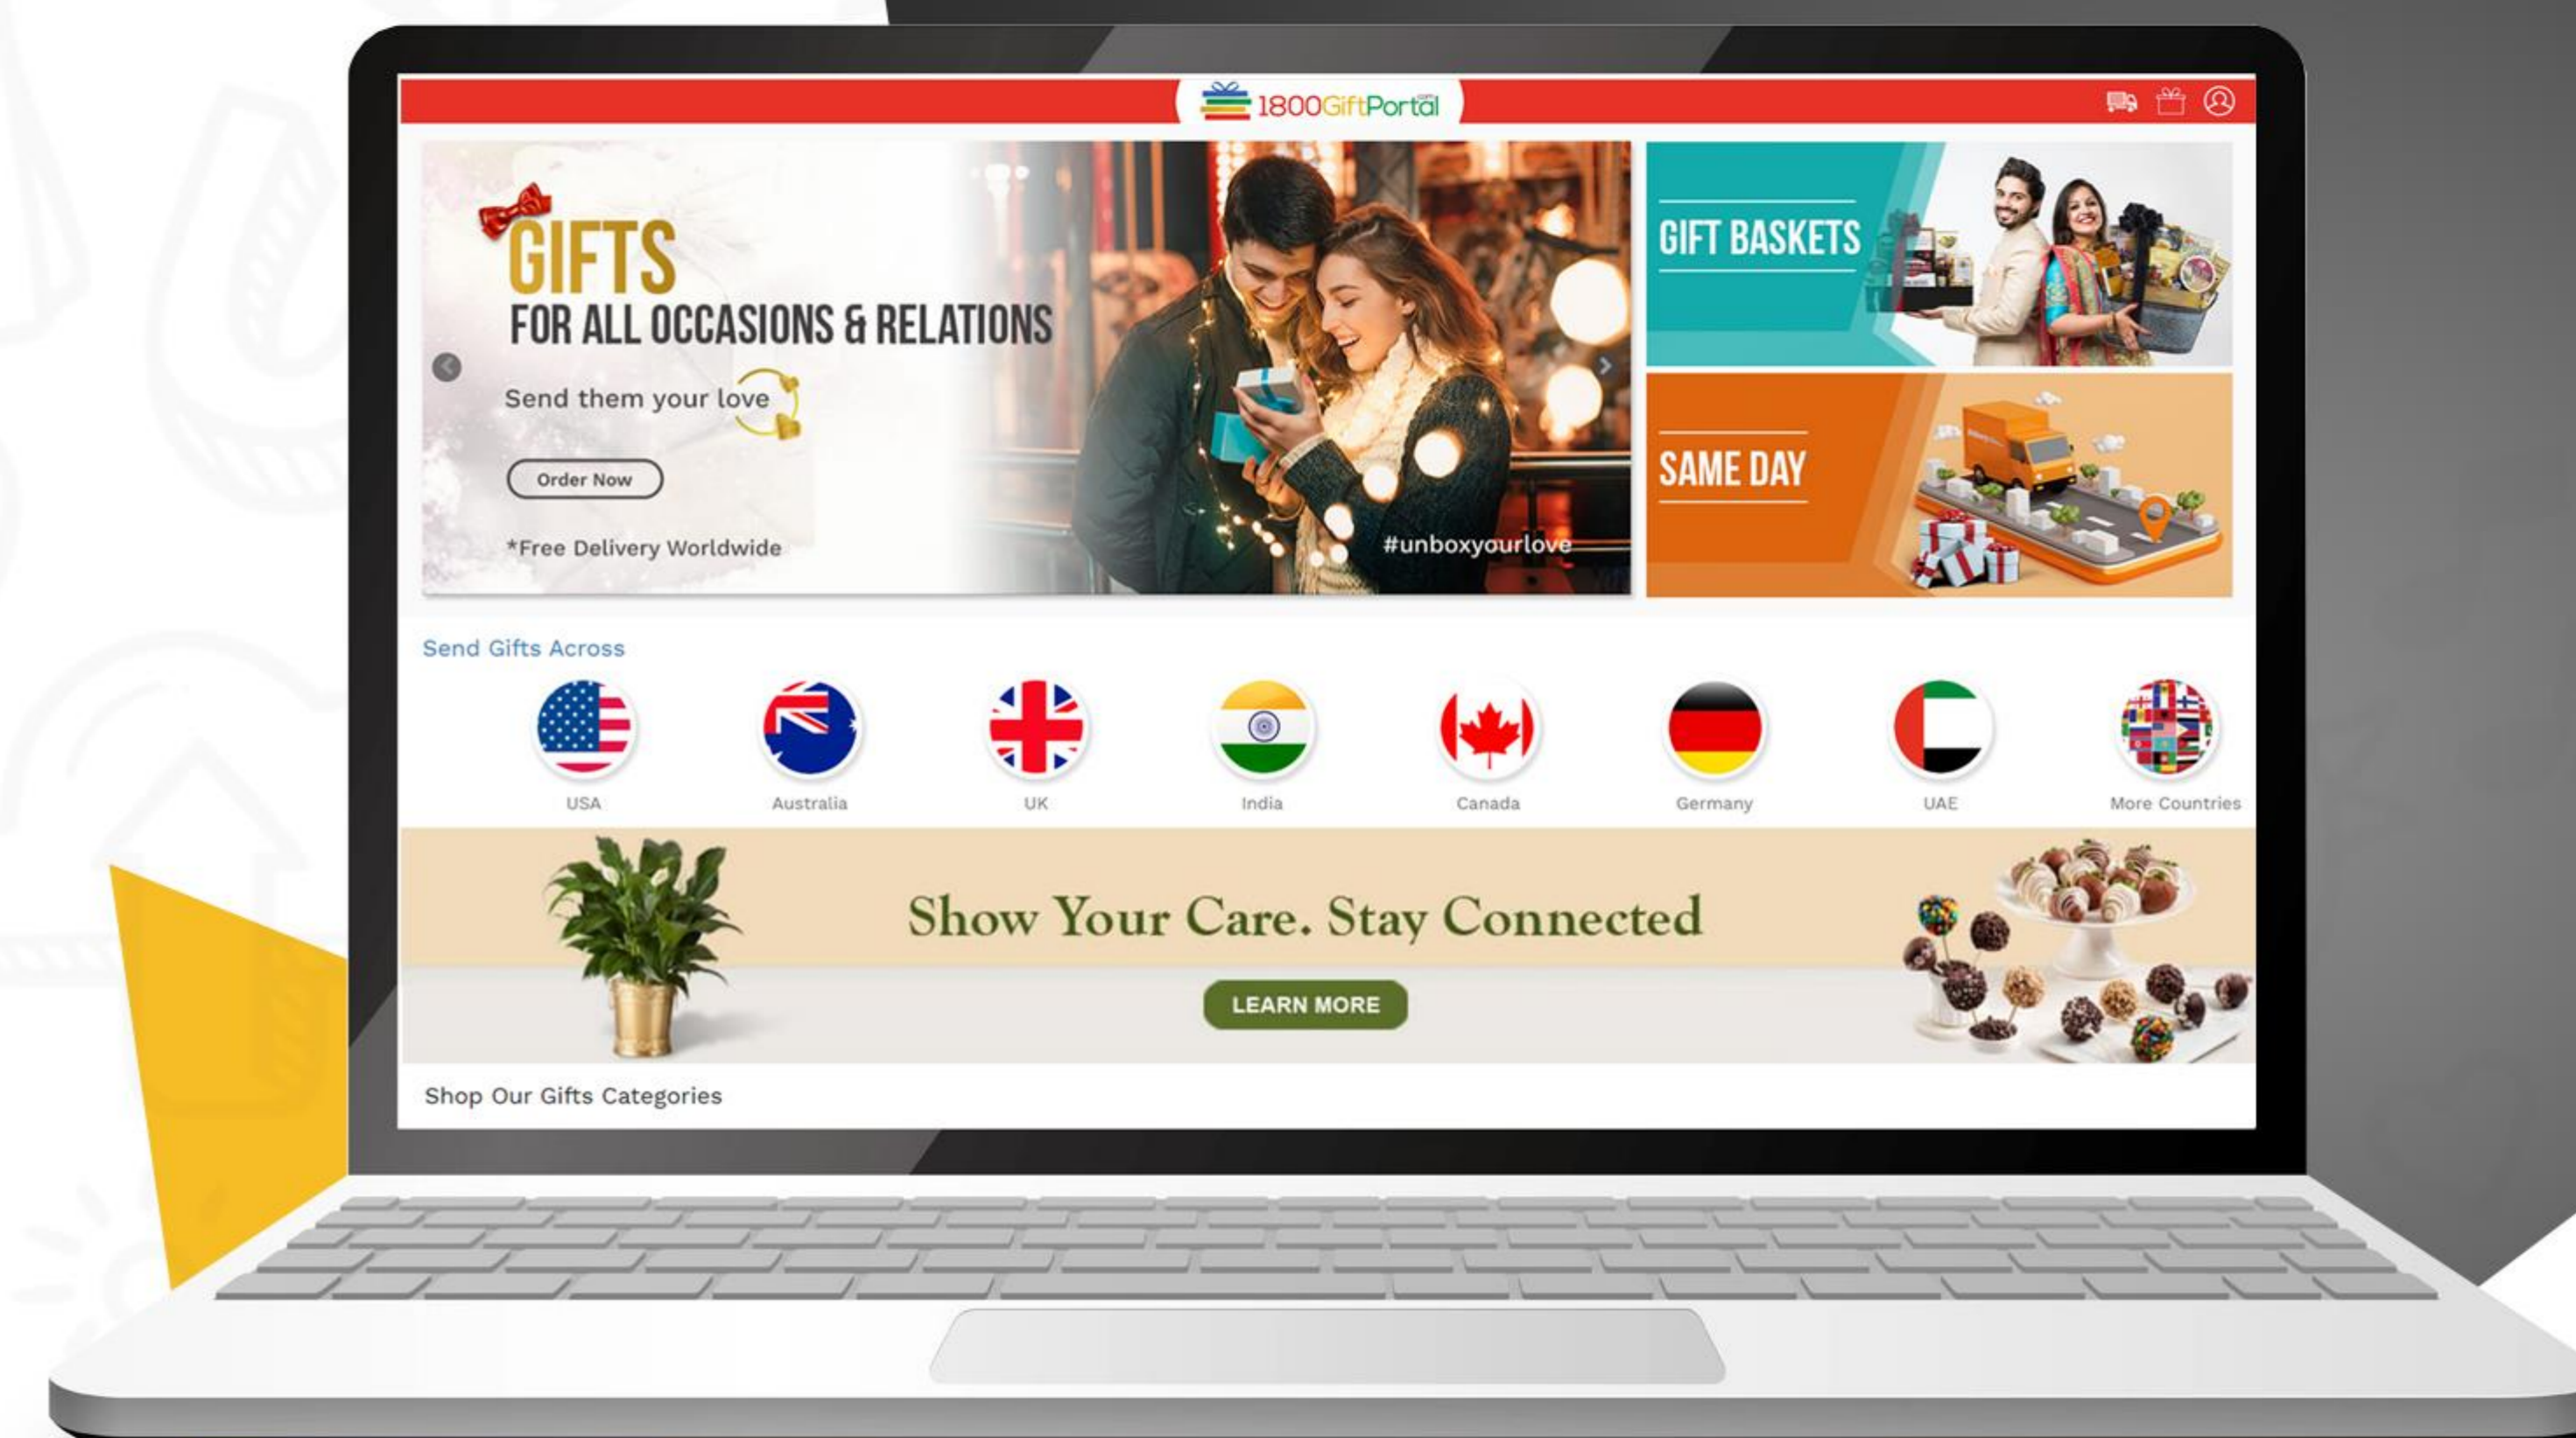 1800GiftPortal
.com
GIFTS
FOR ALL OCCASIONS & RELATIONS
Send them your love
Order Now
*Free Delivery Worldwide
#unboxyourlove
GIFT BASKETS
SAME DAY
Send Gifts Across
USA
Australia
UK
India
Canada
Germany
UAE
More Countries
Show Your Care. Stay Connected
LEARN MORE
Shop Our Gifts Categories